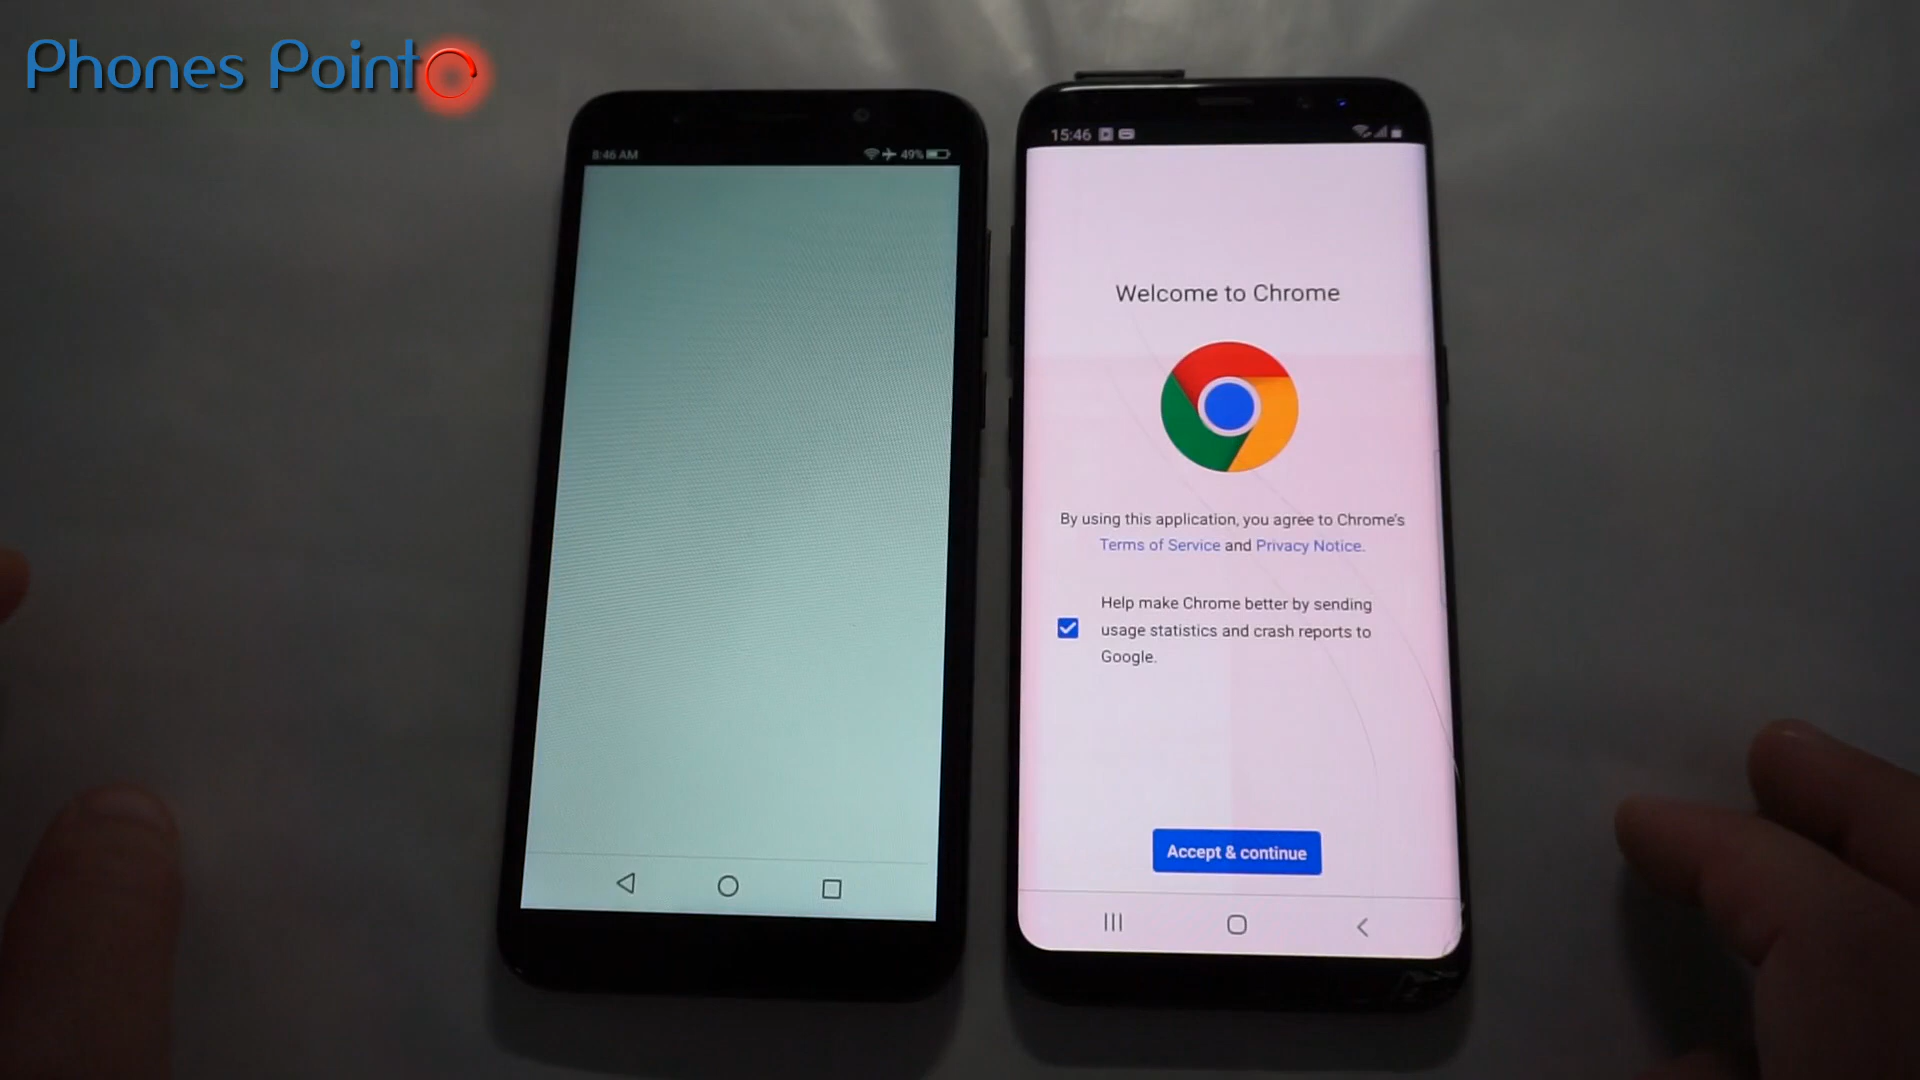 Phones Point
8:46 AM
49%
15:46
Welcome to Chrome
By using this application, you agree to Chrome's
Terms of Service and Privacy Notice.
Help make Chrome better by sending
usage statistics and crash reports to
Google.
Accept & continue